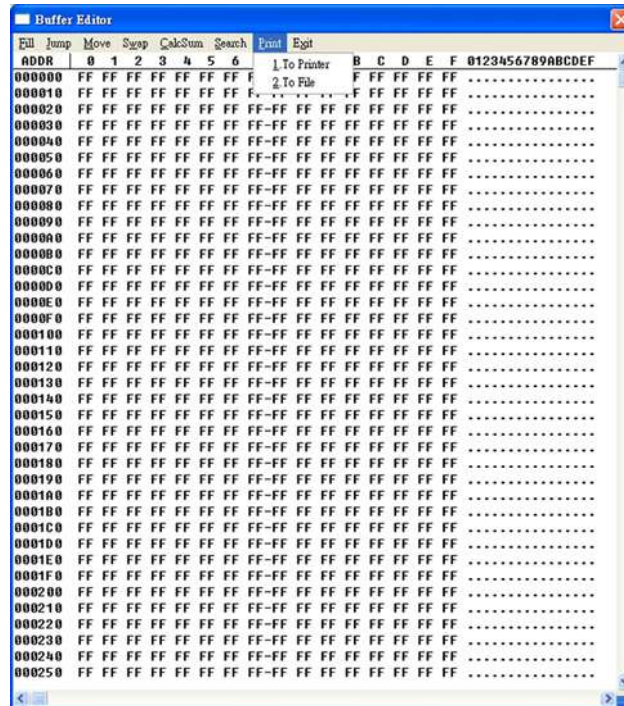 Buffer Editor
Fill Jump Move Swap CalcSum Search Print Exit
ADDR 0 1 2 3 4 5 6 B C D E F 0123456789ABCDEF
1.To Printer
2.To File
000000 FF FF FF FF FF FF FF F F FF FF FF FF ................
000010 FF FF FF FF FF FF FF FF-FF FF FF FF FF FF FF ................
000020 FF FF FF FF FF FF FF FF-FF FF FF FF FF FF FF FF ................
000030 FF FF FF FF FF FF FF FF-FF FF FF FF FF FF FF FF ................
000040 FF FF FF FF FF FF FF FF-FF FF FF FF FF FF FF FF ................
000050 FF FF FF FF FF FF FF FF-FF FF FF FF FF FF FF FF ................
000060 FF FF FF FF FF FF FF FF-FF FF FF FF FF FF FF FF ................
000070 FF FF FF FF FF FF FF FF-FF FF FF FF FF FF FF FF ................
000080 FF FF FF FF FF FF FF FF-FF FF FF FF FF FF FF FF ................
000090 FF FF FF FF FF FF FF FF-FF FF FF FF FF FF FF FF ................
0000A0 FF FF FF FF FF FF FF FF-FF FF FF FF FF FF FF FF ................
0000B0 FF FF FF FF FF FF FF FF-FF FF FF FF FF FF FF FF ................
0000C0 FF FF FF FF FF FF FF FF-FF FF FF FF FF FF FF FF ................
0000D0 FF FF FF FF FF FF FF FF-FF FF FF FF FF FF FF FF ................
0000E0 FF FF FF FF FF FF FF FF-FF FF FF FF FF FF FF FF ................
0000F0 FF FF FF FF FF FF FF FF-FF FF FF FF FF FF FF FF ................
000100 FF FF FF FF FF FF FF FF-FF FF FF FF FF FF FF FF ................
000110 FF FF FF FF FF FF FF FF-FF FF FF FF FF FF FF FF ................
000120 FF FF FF FF FF FF FF FF-FF FF FF FF FF FF FF FF ................
000130 FF FF FF FF FF FF FF FF-FF FF FF FF FF FF FF FF ................
000140 FF FF FF FF FF FF FF FF-FF FF FF FF FF FF FF FF ................
000150 FF FF FF FF FF FF FF FF-FF FF FF FF FF FF FF FF ................
000160 FF FF FF FF FF FF FF FF-FF FF FF FF FF FF FF FF ................
000170 FF FF FF FF FF FF FF FF-FF FF FF FF FF FF FF FF ................
000180 FF FF FF FF FF FF FF FF-FF FF FF FF FF FF FF FF ................
000190 FF FF FF FF FF FF FF FF-FF FF FF FF FF FF FF FF ................
0001A0 FF FF FF FF FF FF FF FF-FF FF FF FF FF FF FF FF ................
0001B0 FF FF FF FF FF FF FF FF-FF FF FF FF FF FF FF FF ................
0001C0 FF FF FF FF FF FF FF FF-FF FF FF FF FF FF FF FF ................
0001D0 FF FF FF FF FF FF FF FF-FF FF FF FF FF FF FF FF ................
0001E0 FF FF FF FF FF FF FF FF-FF FF FF FF FF FF FF FF ................
0001F0 FF FF FF FF FF FF FF FF-FF FF FF FF FF FF FF FF ................
000200 FF FF FF FF FF FF FF FF-FF FF FF FF FF FF FF FF ................
000210 FF FF FF FF FF FF FF FF-FF FF FF FF FF FF FF FF ................
000220 FF FF FF FF FF FF FF FF-FF FF FF FF FF FF FF FF ................
000230 FF FF FF FF FF FF FF FF-FF FF FF FF FF FF FF FF ................
000240 FF FF FF FF FF FF FF FF-FF FF FF FF FF FF FF FF ................
000250 FF FF FF FF FF FF FF FF-FF FF FF FF FF FF FF FF ................